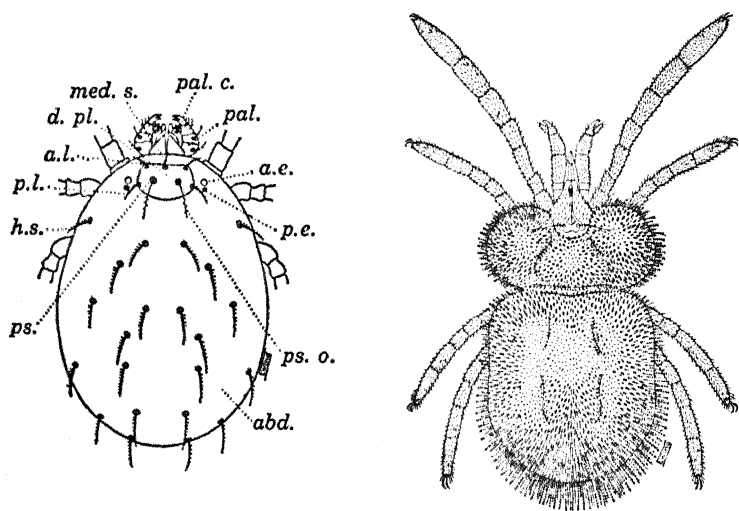 med. s.
pal. c.
d. pl.
pal.
a.l.
a.e.
p.l.
h.s.
p.e.
ps.
ps. o.
abd.